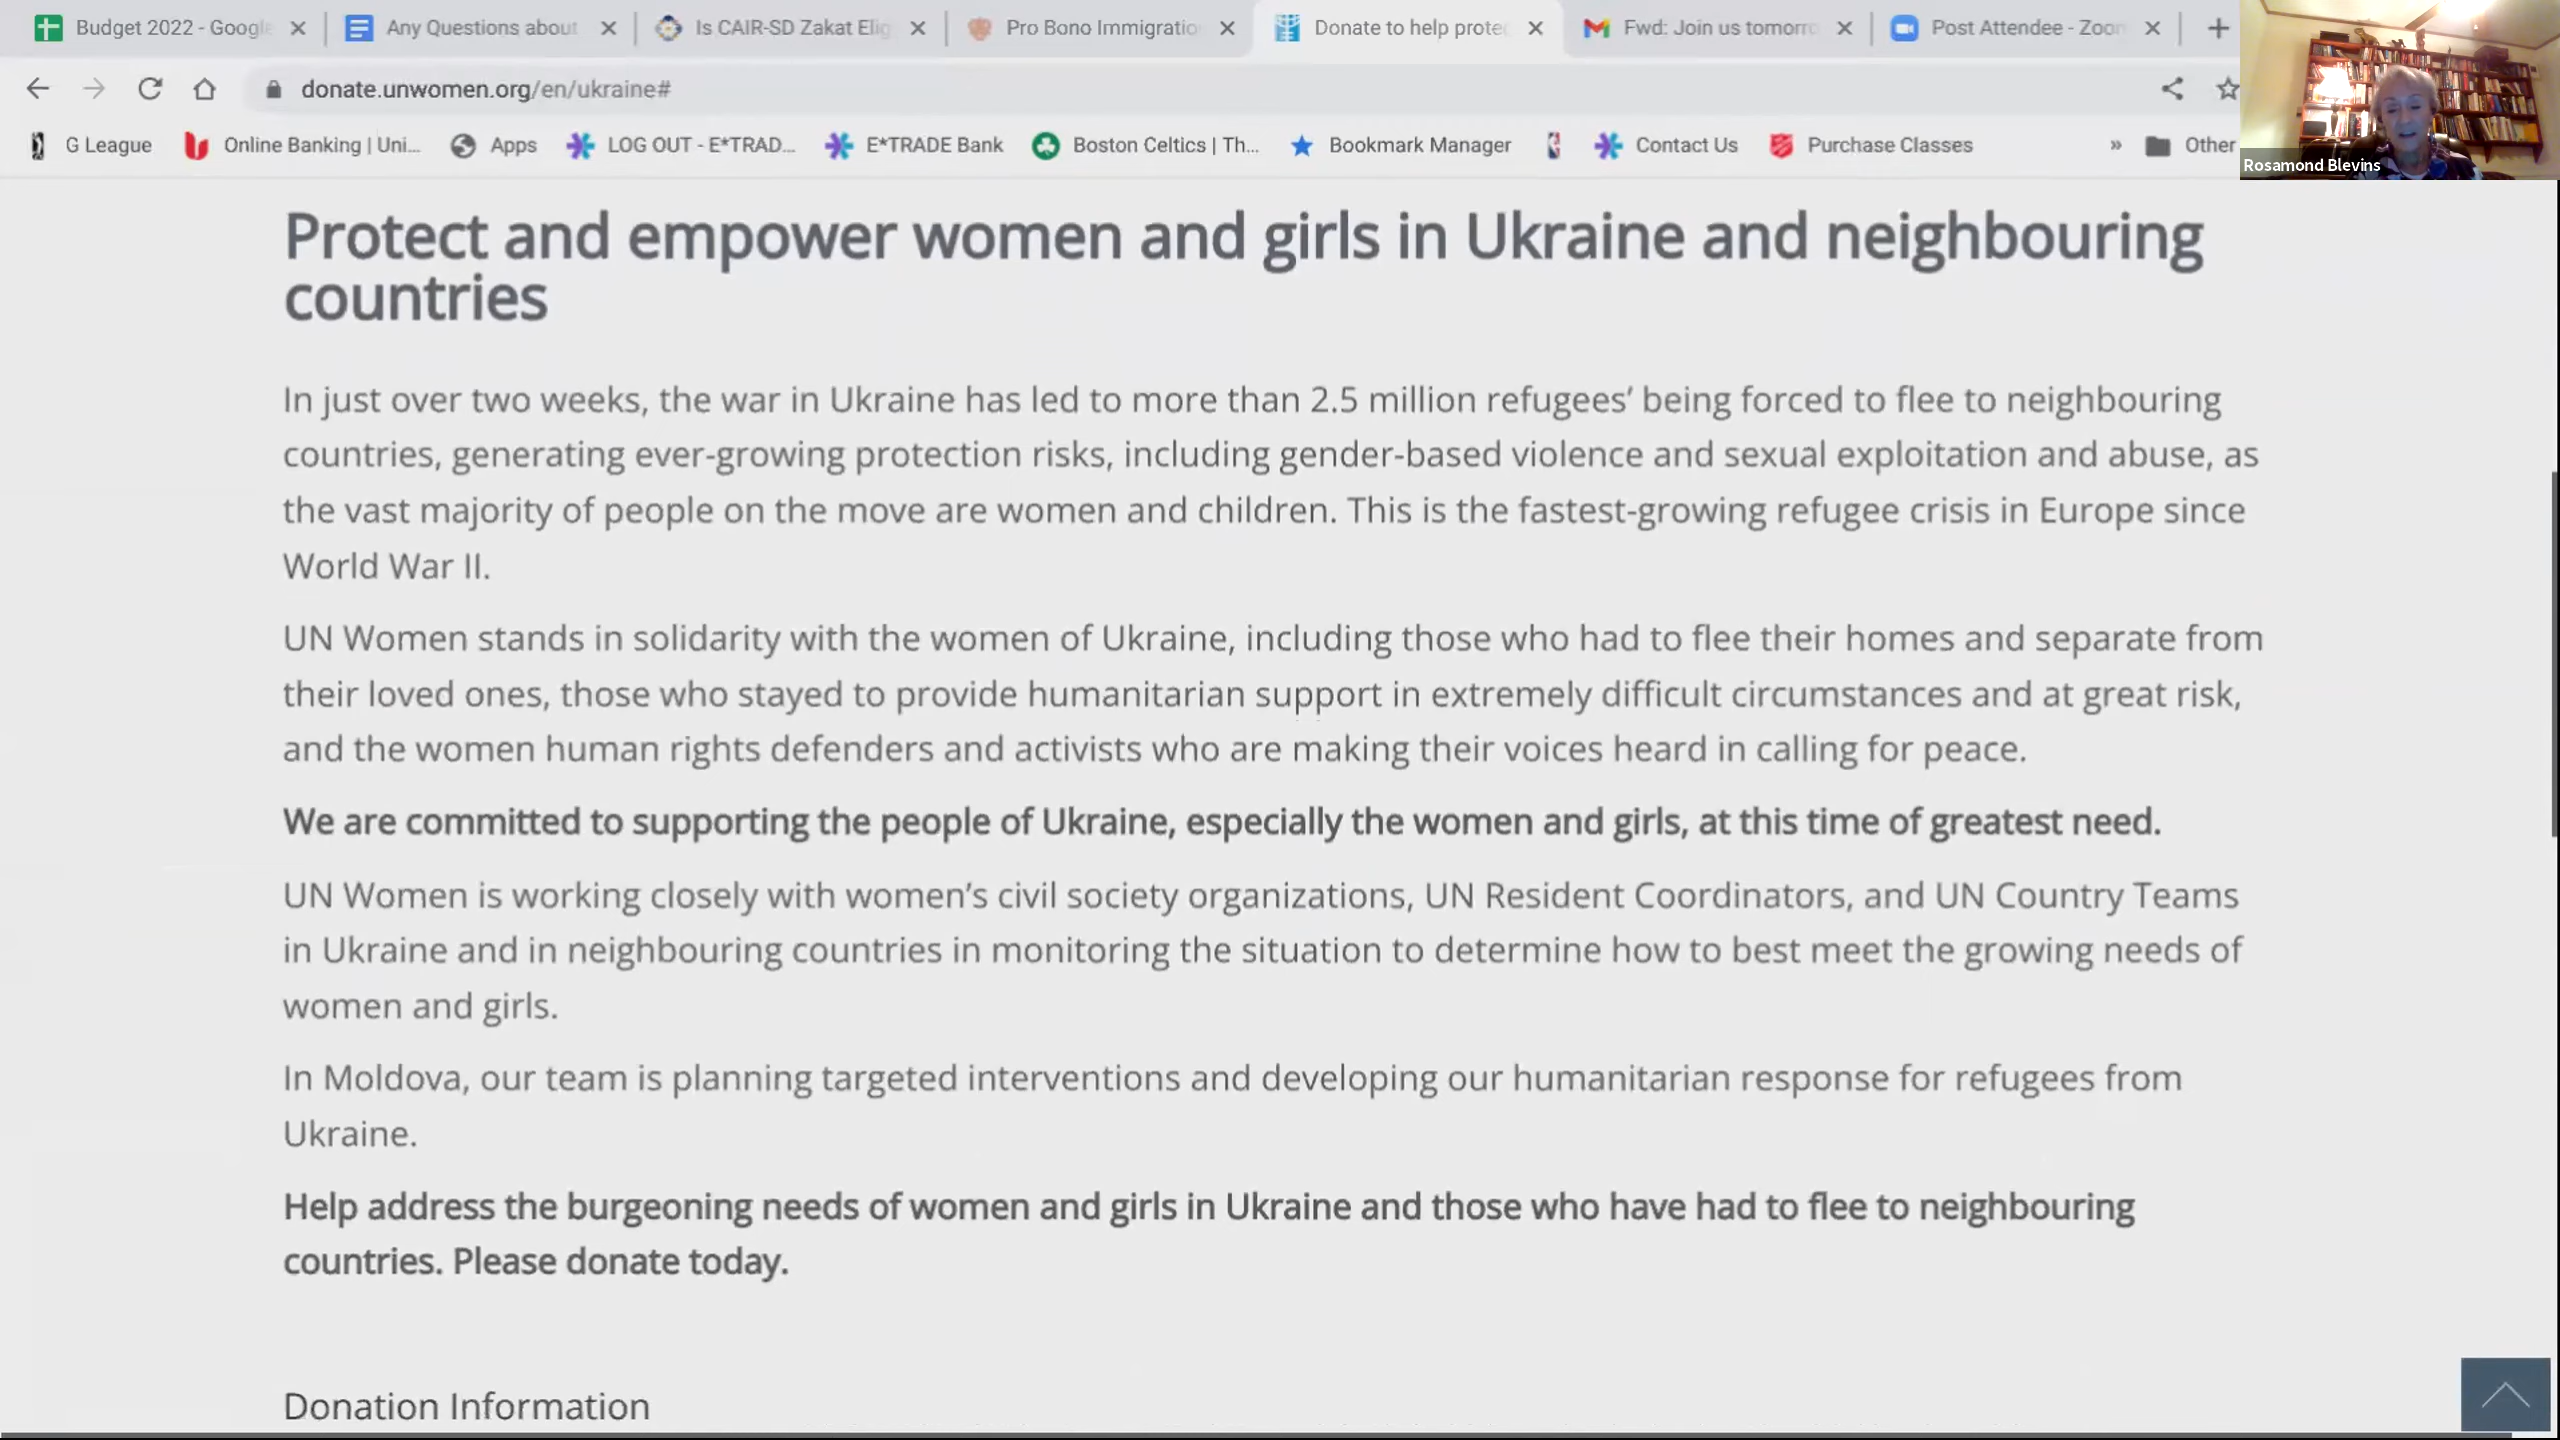 Budget 2022 - Google
Any Questions about
Is CAIR-SD Zakat Elig
Pro Bono Immigratio
Donate to help protec
Fwd: Join us tomorro
Post Attendee - Zoom
donate.unwomen.org/en/ukraine#
G League
Online Banking | Uni...
Apps
LOG OUT - E*TRAD...
E*TRADE Bank
Boston Celtics | Th...
Bookmark Manager
Contact Us
Purchase Classes
»
Other
Rosamond Blevins
Protect and empower women and girls in Ukraine and neighbouring
countries
In just over two weeks, the war in Ukraine has led to more than 2.5 million refugees’ being forced to flee to neighbouring
countries, generating ever-growing protection risks, including gender-based violence and sexual exploitation and abuse, as
the vast majority of people on the move are women and children. This is the fastest-growing refugee crisis in Europe since
World War II.
UN Women stands in solidarity with the women of Ukraine, including those who had to flee their homes and separate from
their loved ones, those who stayed to provide humanitarian support in extremely difficult circumstances and at great risk,
and the women human rights defenders and activists who are making their voices heard in calling for peace.
We are committed to supporting the people of Ukraine, especially the women and girls, at this time of greatest need.
UN Women is working closely with women’s civil society organizations, UN Resident Coordinators, and UN Country Teams
in Ukraine and in neighbouring countries in monitoring the situation to determine how to best meet the growing needs of
women and girls.
In Moldova, our team is planning targeted interventions and developing our humanitarian response for refugees from
Ukraine.
Help address the burgeoning needs of women and girls in Ukraine and those who have had to flee to neighbouring
countries. Please donate today.
Donation Information